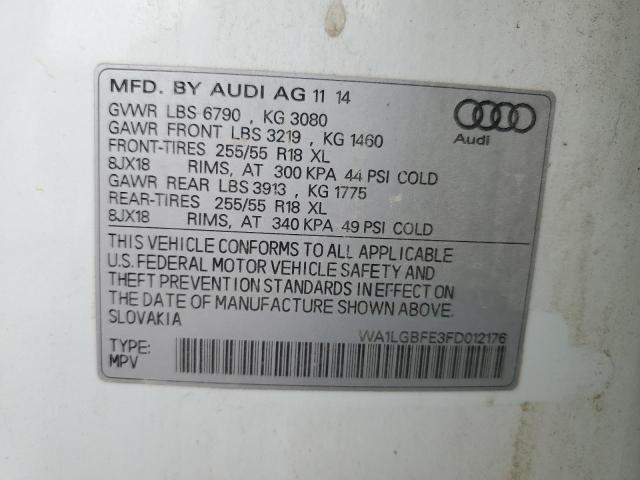 MFD. BY AUDI AG 11 14
GVWR LBS 6790 , KG 3080
GAWR FRONT LBS 3219 , KG 1460
FRONT-TIRES 255/55 R18 XL
8JX18 RIMS, AT 300 KPA 44 PSI COLD
GAWR REAR LBS 3913 , KG 1775
REAR-TIRES 255/55 R18 XL
8JX18 RIMS, AT 340 KPA 49 PSI COLD
Audi
THIS VEHICLE CONFORMS TO ALL APPLICABLE
U.S. FEDERAL MOTOR VEHICLE SAFETY AND
THEFT PREVENTION STANDARDS IN EFFECT ON
THE DATE OF MANUFACTURE SHOWN ABOVE.
SLOVAKIA
WA1LGBFE3FD012176
TYPE:
MPV